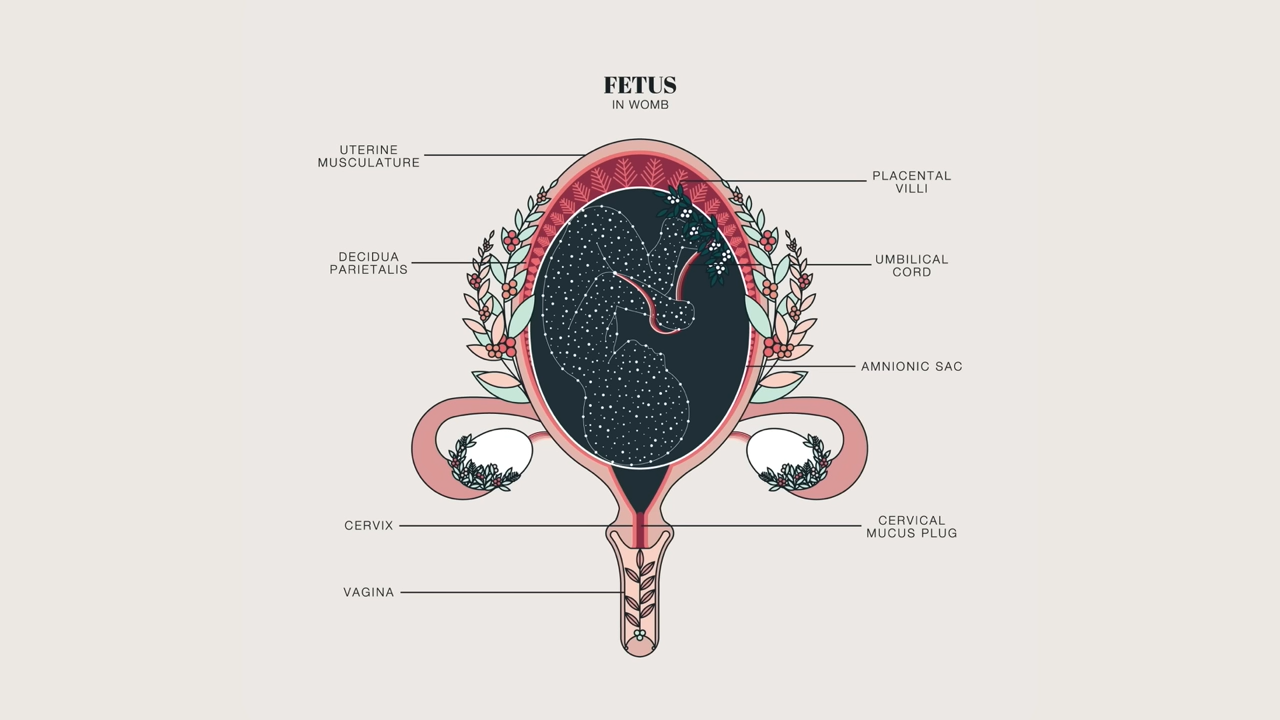 FETUS
IN WOMB
UTERINE
MUSCULATURE
PLACENTAL
VILLI
DECIDUA
PARIETALIS
UMBILICAL
CORD
AMNIONIC SAC
CERVIX
CERVICAL
MUCUS PLUG
VAGINA